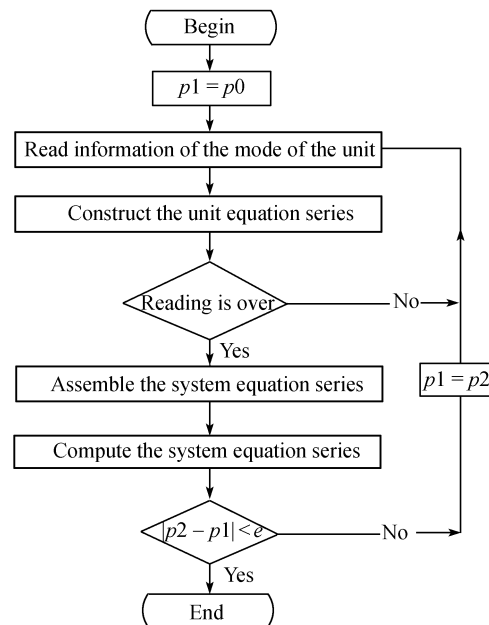 Begin
p1 = p0
Read information of the mode of the unit
Construct the unit equation series
Reading is over
No
Yes
Assemble the system equation series
p1 = p2
Compute the system equation series
|p2 − p1| < e
No
Yes
End